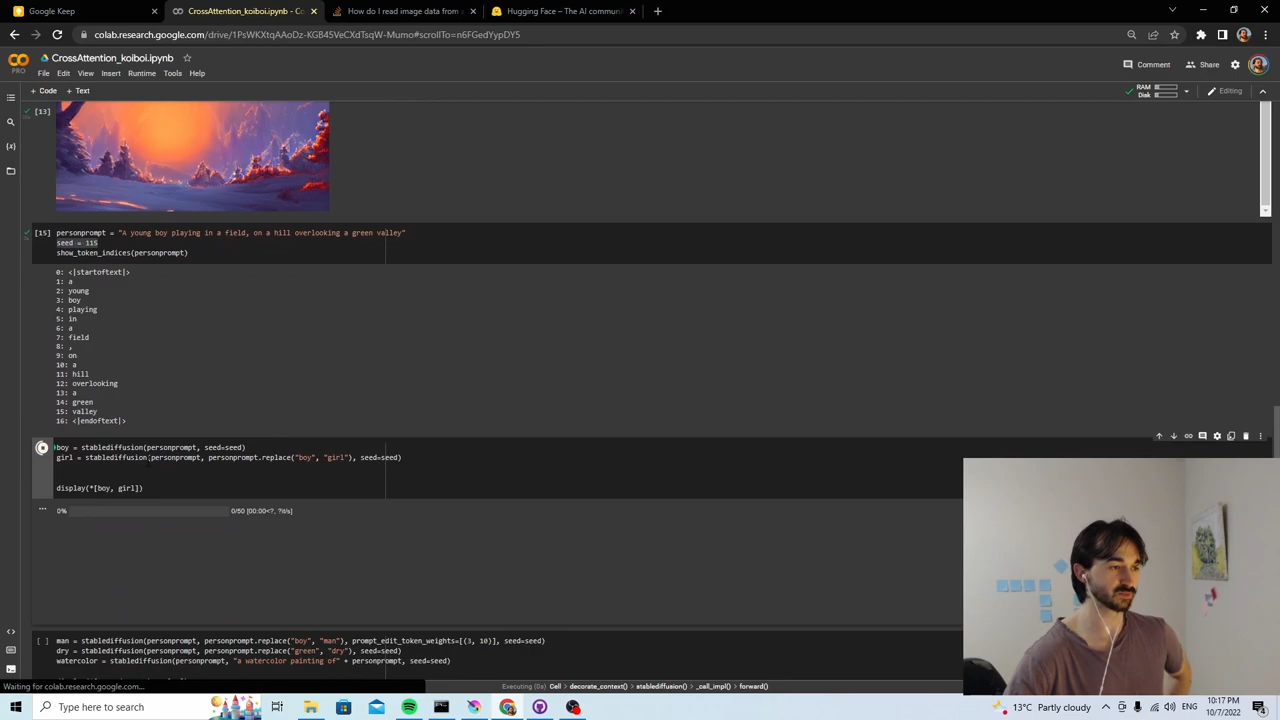 Google Keep
CrossAttention_koiboi.ipynb - Co
How do I read image data from a
Hugging Face – The AI communi
colab.research.google.com/drive/1PsWKXtqAAoDz-KGB45VeCXdTsqW-Mumo#scrollTo=n6FGedYypDY5
CrossAttention_koiboi.ipynb
PRO
File Edit View Insert Runtime Tools Help
Comment
Share
+ Code + Text
RAM
Disk
Editing
[13]
[15] personprompt = "A young boy playing in a field, on a hill overlooking a green valley"
seed = 115
show_token_indices(personprompt)
0: <|startoftext|>
1: a
2: young
3: boy
4: playing
5: in
6: a
7: field
8: ,
9: on
10: a
11: hill
12: overlooking
13: a
14: green
15: valley
16: <|endoftext|>
boy = stablediffusion(personprompt, seed=seed)
girl = stablediffusion(personprompt, personprompt.replace("boy", "girl"), seed=seed)
display(*[boy, girl])
0% 0/50 [00:00<?, ?it/s]
[ ] man = stablediffusion(personprompt, personprompt.replace("boy", "man"), prompt_edit_token_weights=[(3, 10)], seed=seed)
dry = stablediffusion(personprompt, personprompt.replace("green", "dry"), seed=seed)
watercolor = stablediffusion(personprompt, "a watercolor painting of" + personprompt, seed=seed)
Waiting for colab.research.google.com...
Executing (0s) Cell > decorate_context() > stablediffusion() > _call_impl() > forward()
Type here to search
13°C Partly cloudy
10:17 PM
10/7/2022